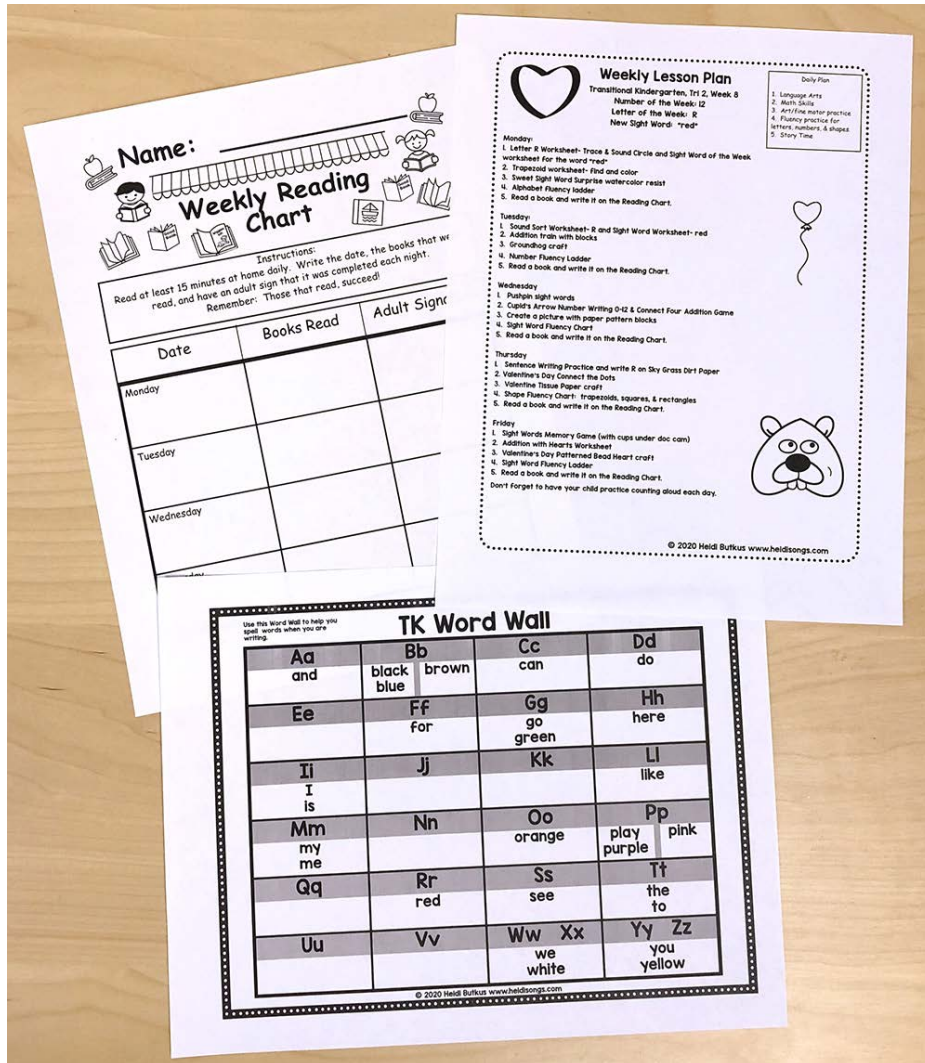 Name:
Weekly Reading
Chart
Instructions:
Read at least 15 minutes at home daily. Write the date, the books that we
read, and have an adult sign that it was completed each night.
Remember: Those that read, succeed!
Date
Books Read
Adult
Monday
Tuesday
Wednesday
Weekly Lesson Plan
Transitional Kindergarten, Tri 2, Week 8
Number of the Week: 12
Letter of the Week: R
New Sight Word: "red"
Daily Plan
1. Language Arts
2. Math Skills
3. Art/fine motor practice
4. Fluency practice for
letters, numbers, & shapes
5. Story Time
Monday:
1. Letter R Worksheet- Trace & Sound Circle and Sight Word of the Week
worksheet for the word "red"
2. Trapezoid worksheet- Find and color
3. Sweet Sight Word Surprise watercolor resist
4. Alphabet Fluency ladder
5. Read a book and write it on the Reading Chart.
Tuesday:
1. Sound Sort Worksheet- R and Sight Word Worksheet- red
2. Addition train with blocks
3. Groundhog craft
4. Number Fluency Ladder
5. Read a book and write it on the Reading Chart.
Wednesday
1. Pushpin sight words
2. Cupid's Arrow Number Writing 0-12 & Connect Four Addition Game
3. Create a picture with paper pattern blocks
4. Sight Word Fluency Chart
5. Read a book and write it on the Reading Chart.
Thursday
1. Sentence Writing Practice and write R on Sky Grass Dirt Paper
2. Valentine's Day Connect the Dots
3. Valentine Tissue Paper craft
4. Shape Fluency Chart: trapezoids, squares, & rectangles
5. Read a book and write it on the Reading Chart.
Friday
1. Sight Words Memory Game (with cups under doc cam)
2. Addition with Hearts Worksheet
3. Valentine's Day Patterned Bead Heart craft
4. Sight Word Fluency Ladder
5. Read a book and write it on the Reading Chart.
Don't forget to have your child practice counting aloud each day.
© 2020 Heidi Butkus www.heidisongs.com
Use this Word Wall to help you
spell words when you are
writing.
TK Word Wall
Aa Bb Cc Dd
and black brown can do
blue
Ee Ff Gg Hh
for go here
green
Ii Jj Kk Ll
I like
is
Mm Nn Oo Pp
my orange play pink
me purple
Qq Rr Ss Tt
red see the
to
Uu Vv Ww Xx Yy Zz
we you
white yellow
© 2020 Heidi Butkus www.heidisongs.com